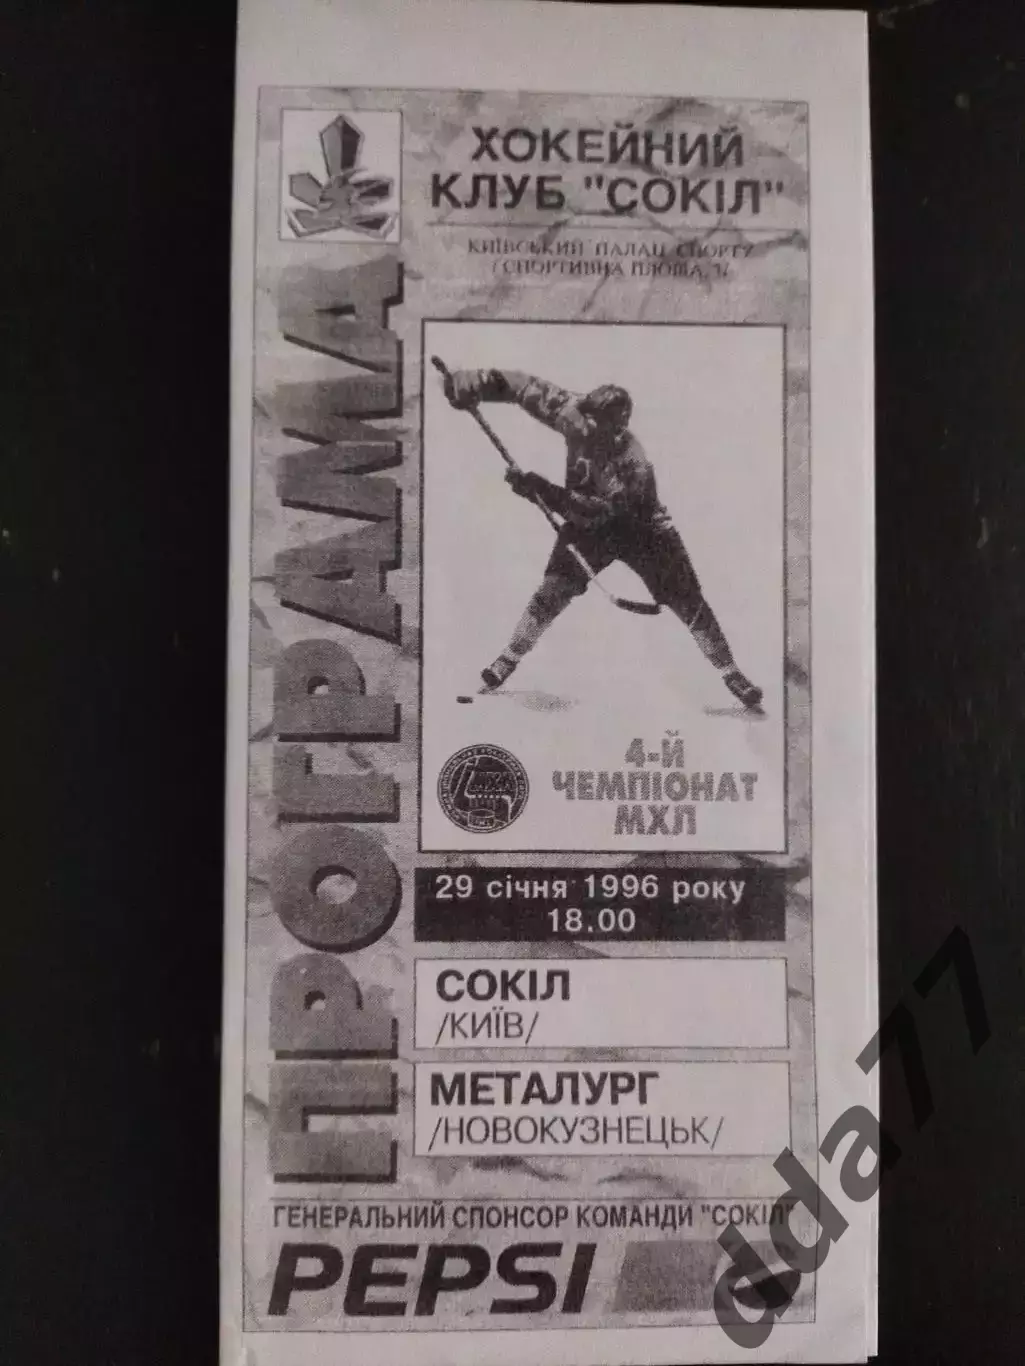 ПРОГРАМА
ХОКЕЙНИЙ
КЛУБ "СОКІЛ"
КИЇВСЬКИЙ ПАЛАЦ СПОРТУ
/СПОРТИВНА ПЛОЩА, 1/
4-Й
ЧЕМПІОНАТ
МХЛ
29 січня 1996 року
18.00
СОКІЛ
/КИЇВ/
МЕТАЛУРГ
/НОВОКУЗНЕЦЬК/
ГЕНЕРАЛЬНИЙ СПОНСОР КОМАНДИ "СОКІЛ"
PEPSI
dda77